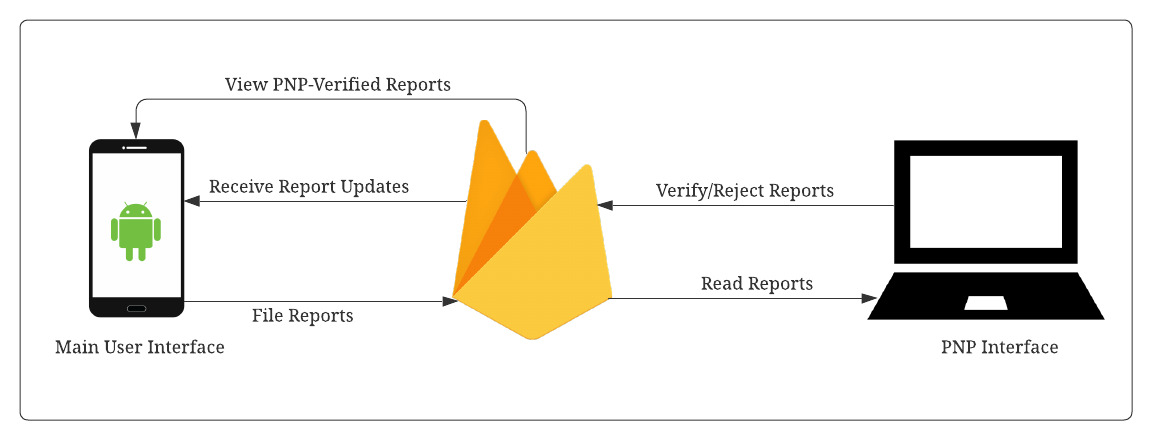 View PNP-Verified Reports
Receive Report Updates
Verify/Reject Reports
Read Reports
File Reports
Main User Interface
PNP Interface